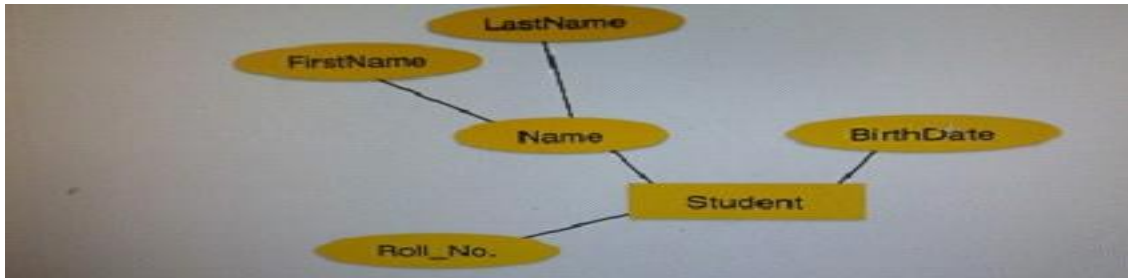 LastName
FirstName
Name
BirthDate
Student
Roll_No.